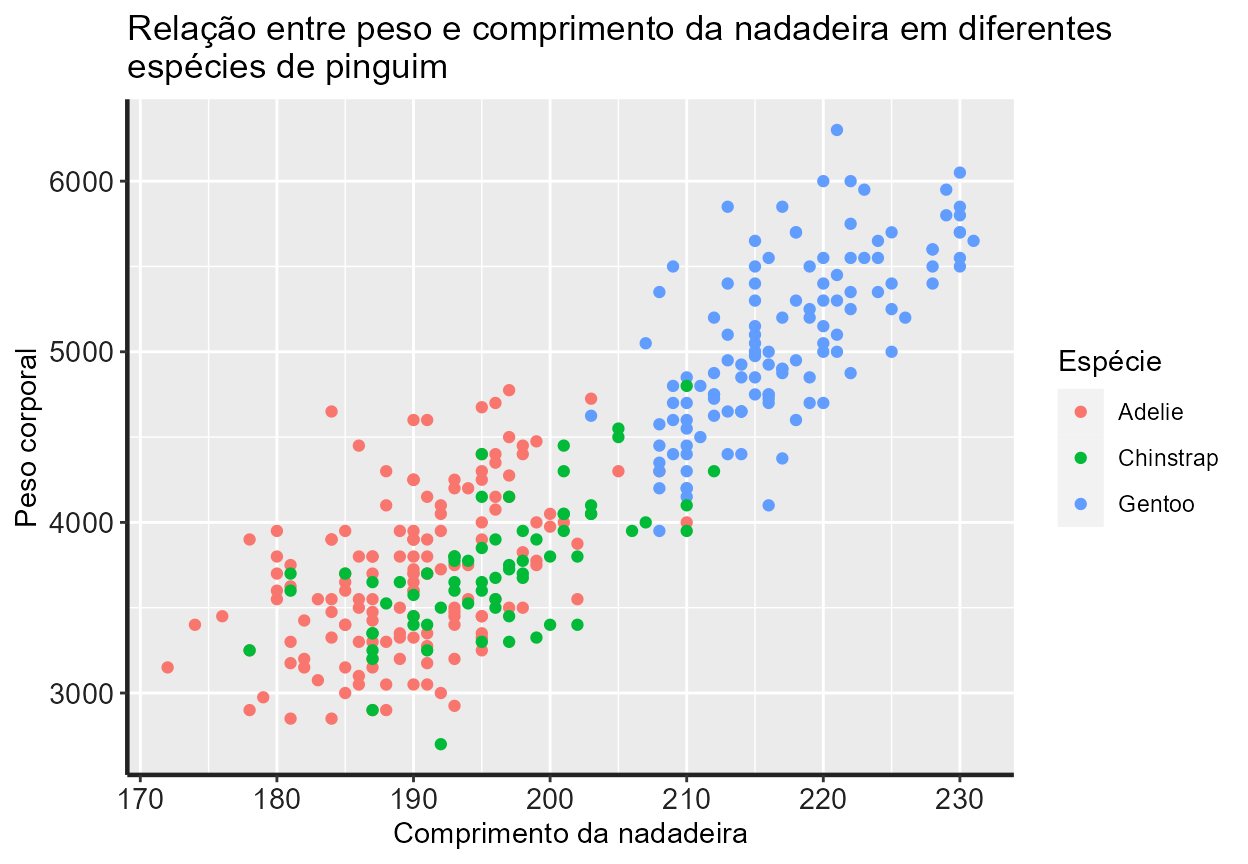 Relação entre peso e comprimento da nadadeira em diferentes
espécies de pinguim
6000
5000
4000
3000
Peso corporal
170 180 190 200 210 220 230
Comprimento da nadadeira
Espécie
Adelie
Chinstrap
Gentoo